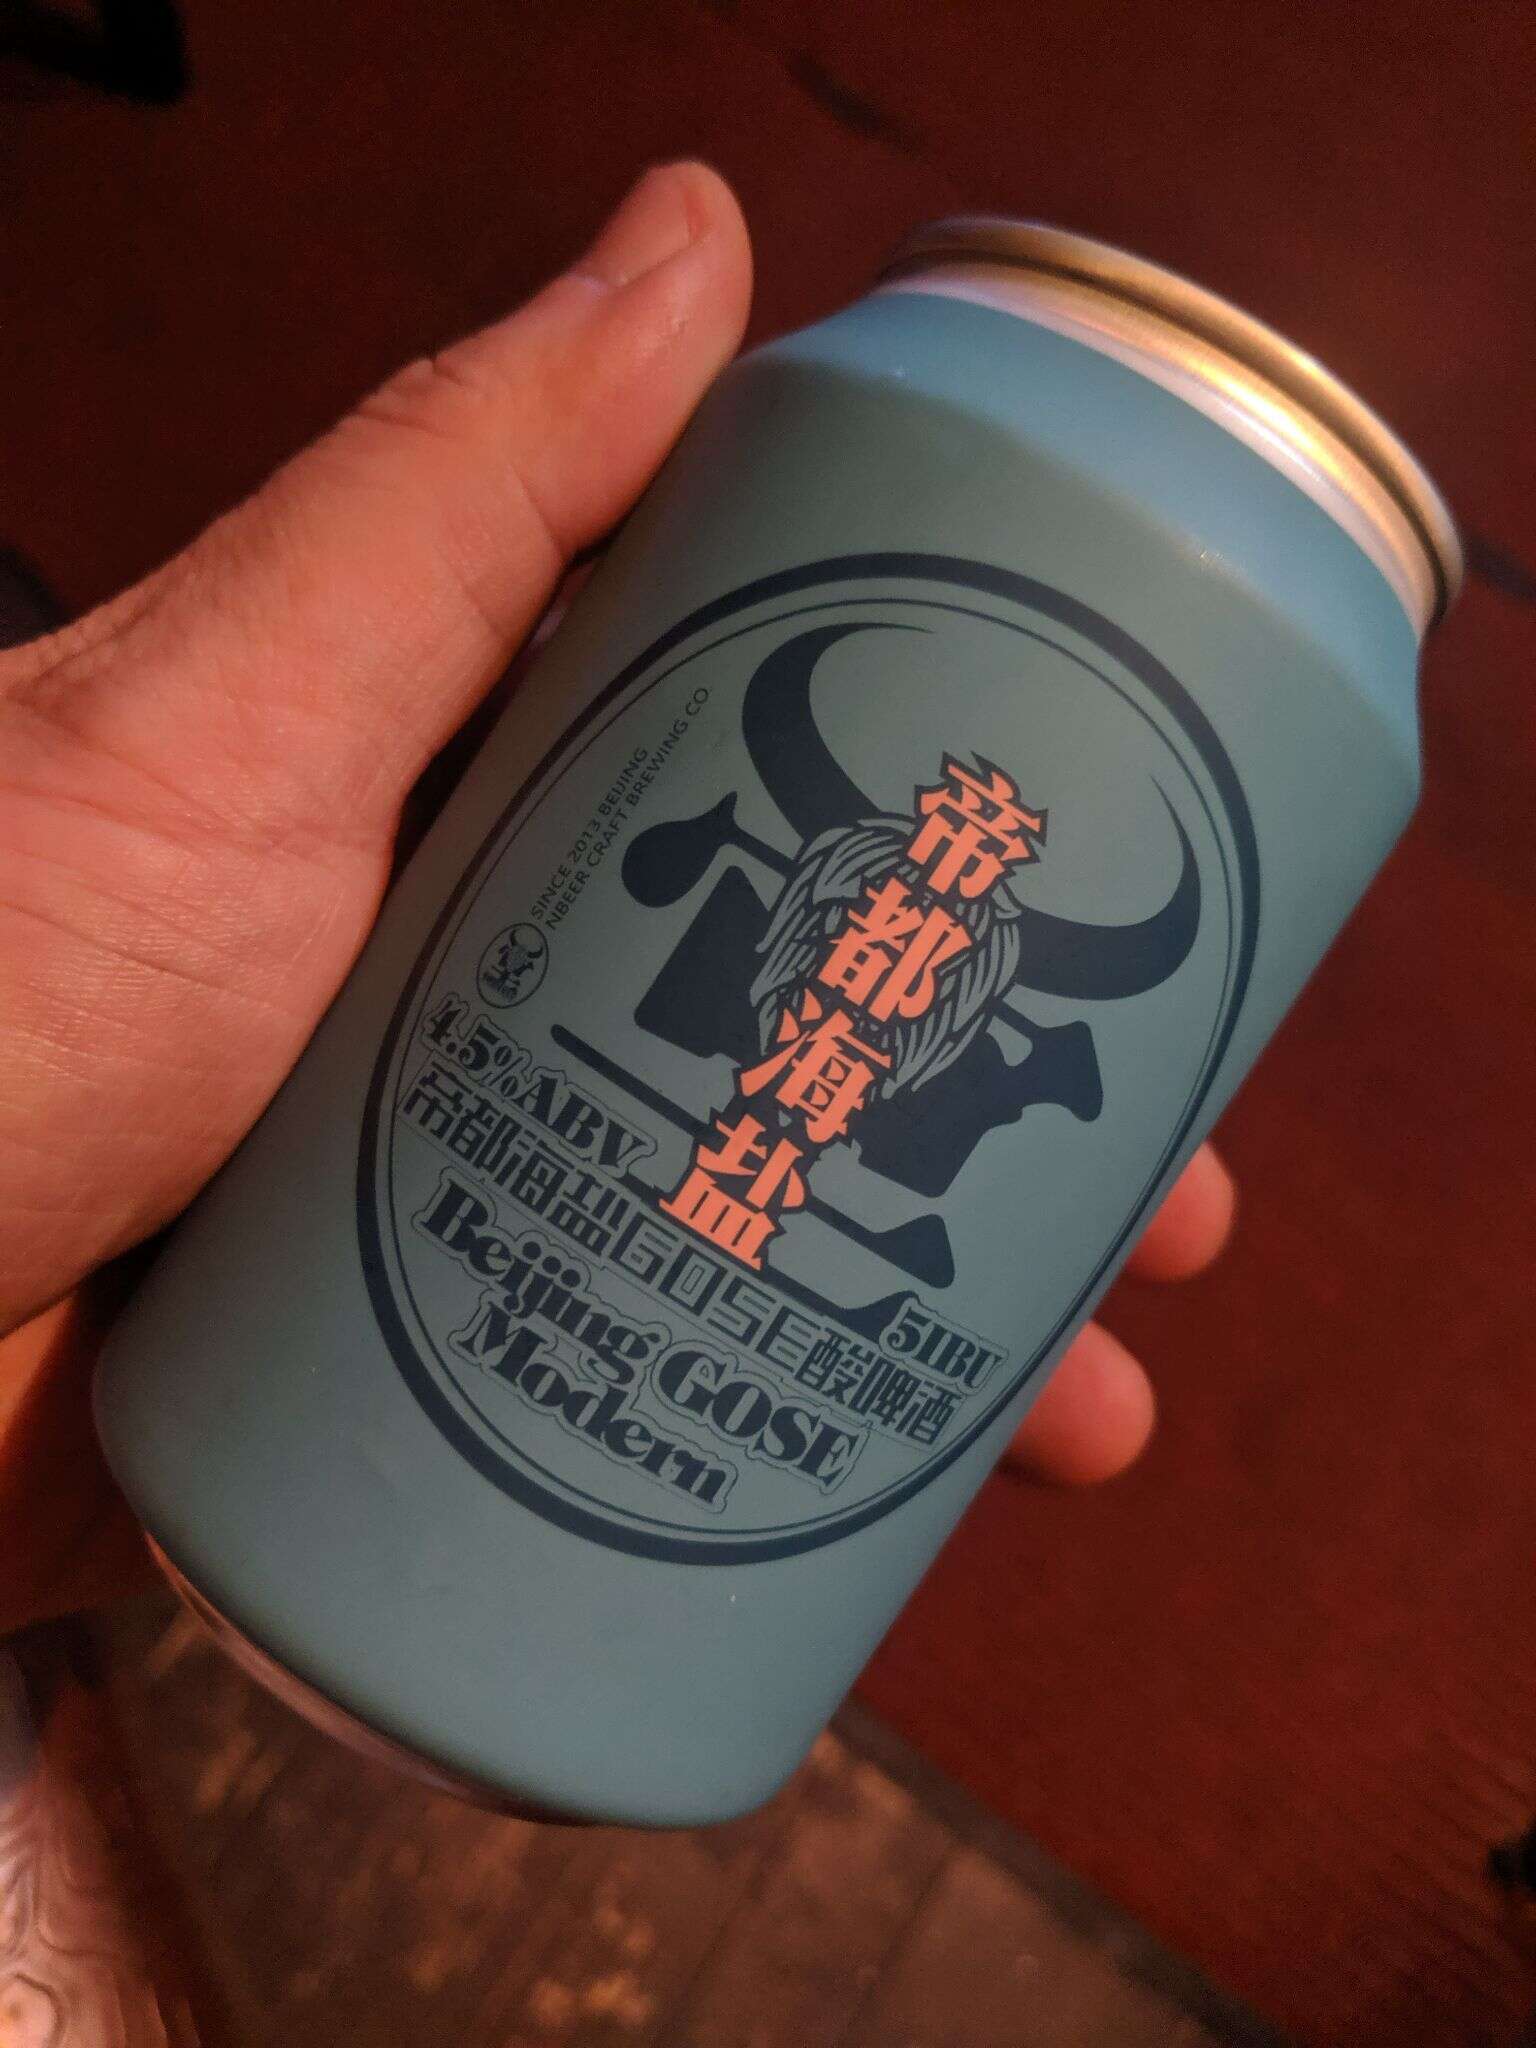 SINCE 2013 BEIJING
NBEER CRAFT BREWING CO
帝都海盐
4.5%ABV
5IBU
帝都海盐GOSE酸啤酒
Beijing GOSE
Modern